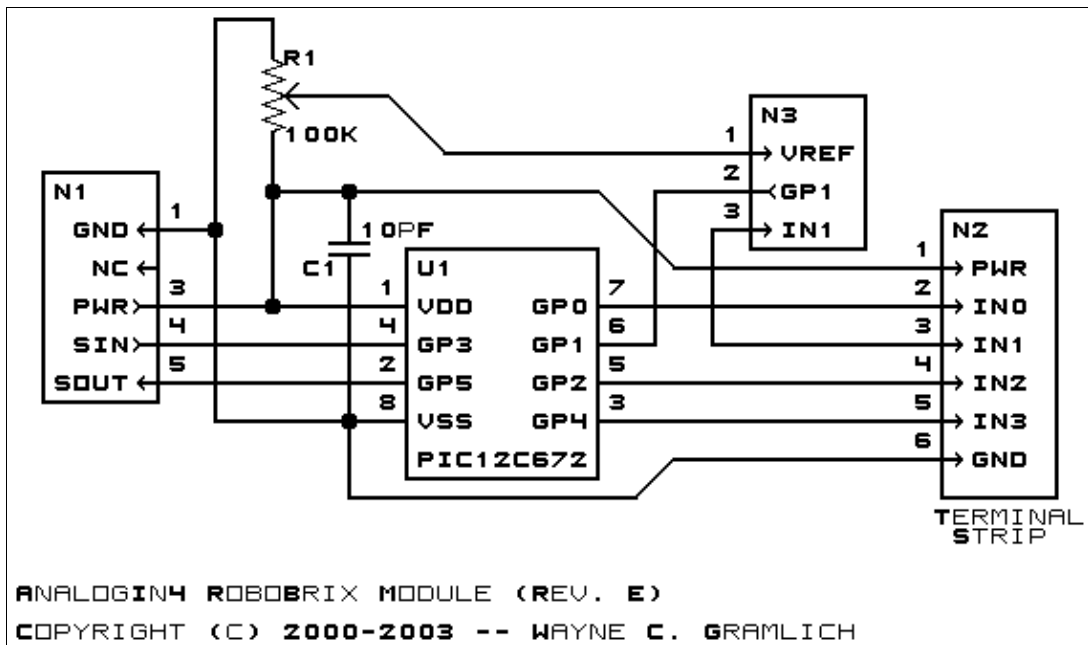 R1
100K
N1
1
GND
NC
3
PWR
4
SIN
5
SOUT
10PF
C1
U1
1
VDD
4
GP3
2
GP5
8
VSS
GP0
7
GP1
6
GP2
5
GP4
3
PIC12C672
N3
1
VREF
2
GP1
3
IN1
N2
1
PWR
2
IN0
3
IN1
4
IN2
5
IN3
6
GND
TERMINAL
STRIP
ANALOGIN4 ROBOBRIX MODULE (REV. E)
COPYRIGHT (C) 2000-2003 -- WAYNE C. GRAMLICH